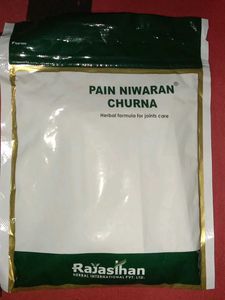 PAIN NIWARAN®
CHURNA
Herbal formula for joints care
Rajasthan
HERBAL INTERNATIONAL PVT. LTD.